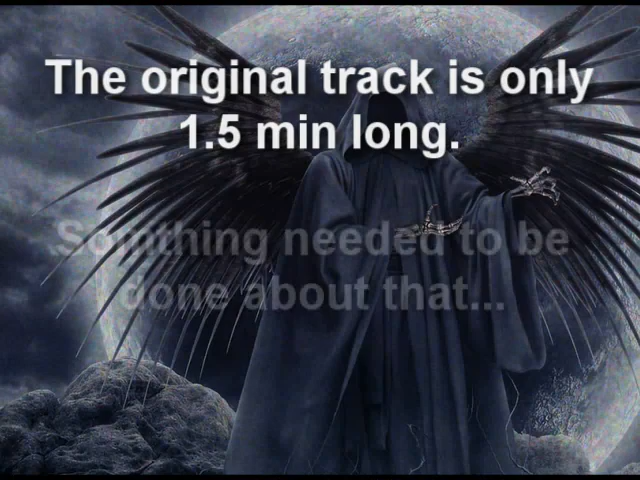 The original track is only
1.5 min long.
Somthing needed to be
done about that...